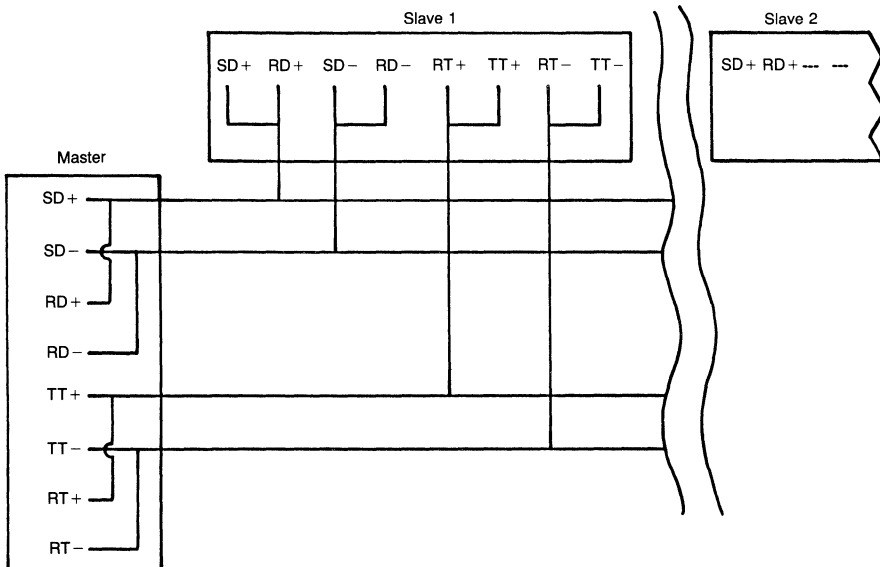 Slave 1
SD+ RD+ SD− RD− RT+ TT+ RT− TT−
Slave 2
SD+ RD+ --- ---
Master
SD+
SD−
RD+
RD−
TT+
TT−
RT+
RT−